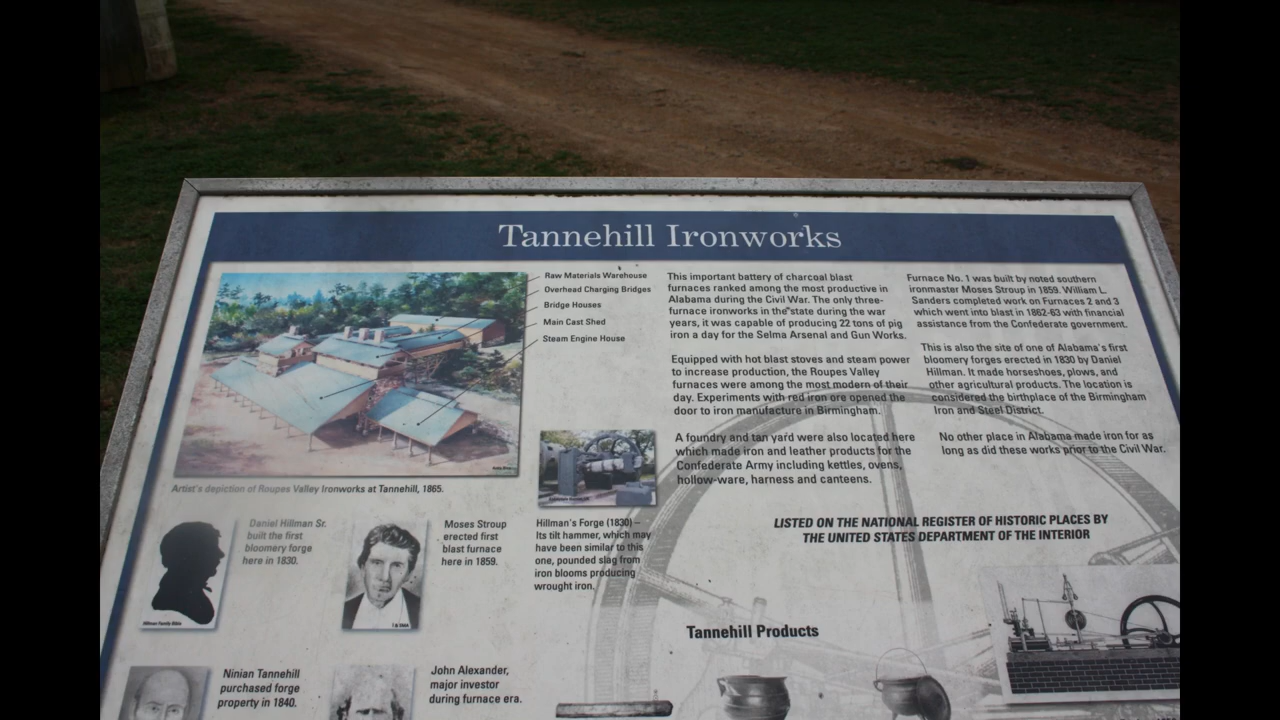 Tannehill Ironworks
Raw Materials Warehouse
Overhead Charging Bridges
Bridge Houses
Main Cast Shed
Steam Engine House
Artist's depiction of Roupes Valley Ironworks at Tannehill, 1865.
This important battery of charcoal blast
furnaces ranked among the most productive in
Alabama during the Civil War. The only three-
furnace ironworks in the state during the war
years, it was capable of producing 22 tons of pig
iron a day for the Selma Arsenal and Gun Works.
Equipped with hot blast stoves and steam power
to increase production, the Roupes Valley
furnaces were among the most modern of their
day. Experiments with red iron ore opened the
door to iron manufacture in Birmingham.
A foundry and tan yard were also located here
which made iron and leather products for the
Confederate Army including kettles, ovens,
hollow-ware, harness and canteens.
Furnace No. 1 was built by noted southern
ironmaster Moses Stroup in 1859. William L.
Sanders completed work on Furnaces 2 and 3
which went into blast in 1862-63 with financial
assistance from the Confederate government.
This is also the site of one of Alabama's first
bloomery forges erected in 1830 by Daniel
Hillman. It made horseshoes, plows, and
other agricultural products. The location is
considered the birthplace of the Birmingham
Iron and Steel District.
No other place in Alabama made iron for as
long as did these works prior to the Civil War.
LISTED ON THE NATIONAL REGISTER OF HISTORIC PLACES BY
THE UNITED STATES DEPARTMENT OF THE INTERIOR
Daniel Hillman Sr.
built the first
bloomery forge
here in 1830.
Hillman Family Bible
Moses Stroup
erected first
blast furnace
here in 1859.
Hillman's Forge (1830) –
Its tilt hammer, which may
have been similar to this
one, pounded slag from
iron blooms producing
wrought iron.
Tannehill Products
Ninian Tannehill
purchased forge
property in 1840.
John Alexander,
major investor
during furnace era.